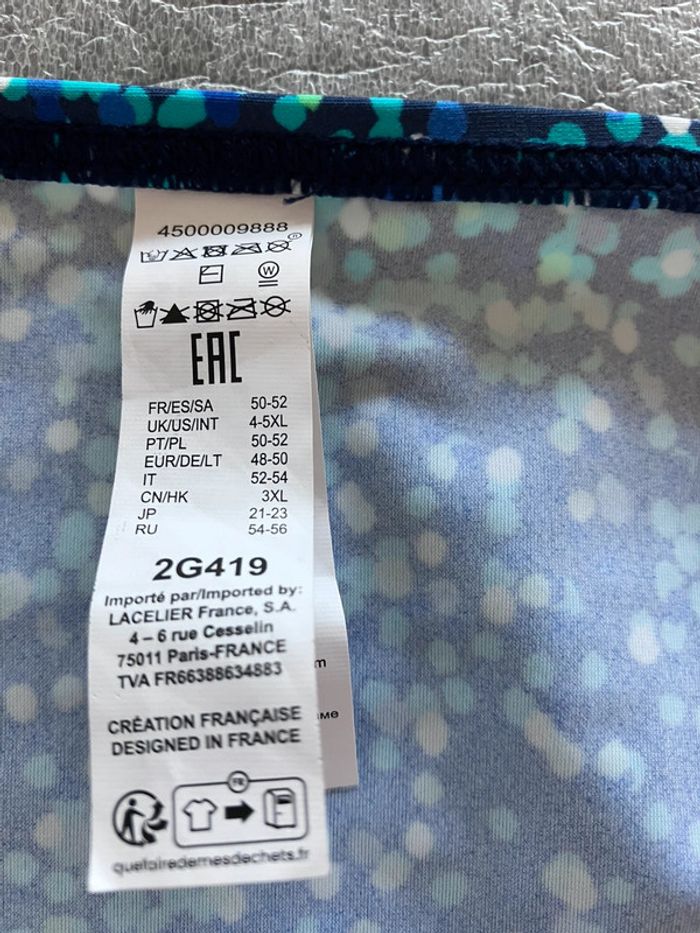 4500009888
W
EAC
FR/ES/SA 50-52
UK/US/INT 4-5XL
PT/PL 50-52
EUR/DE/LT 48-50
IT 52-54
CN/HK 3XL
JP 21-23
RU 54-56
2G419
Importé par/Imported by:
LACELIER France, S.A.
4 – 6 rue Cesselin
75011 Paris-FRANCE
TVA FR66388634883
CRÉATION FRANÇAISE
DESIGNED IN FRANCE
FR
quefairedemesdechets.fr